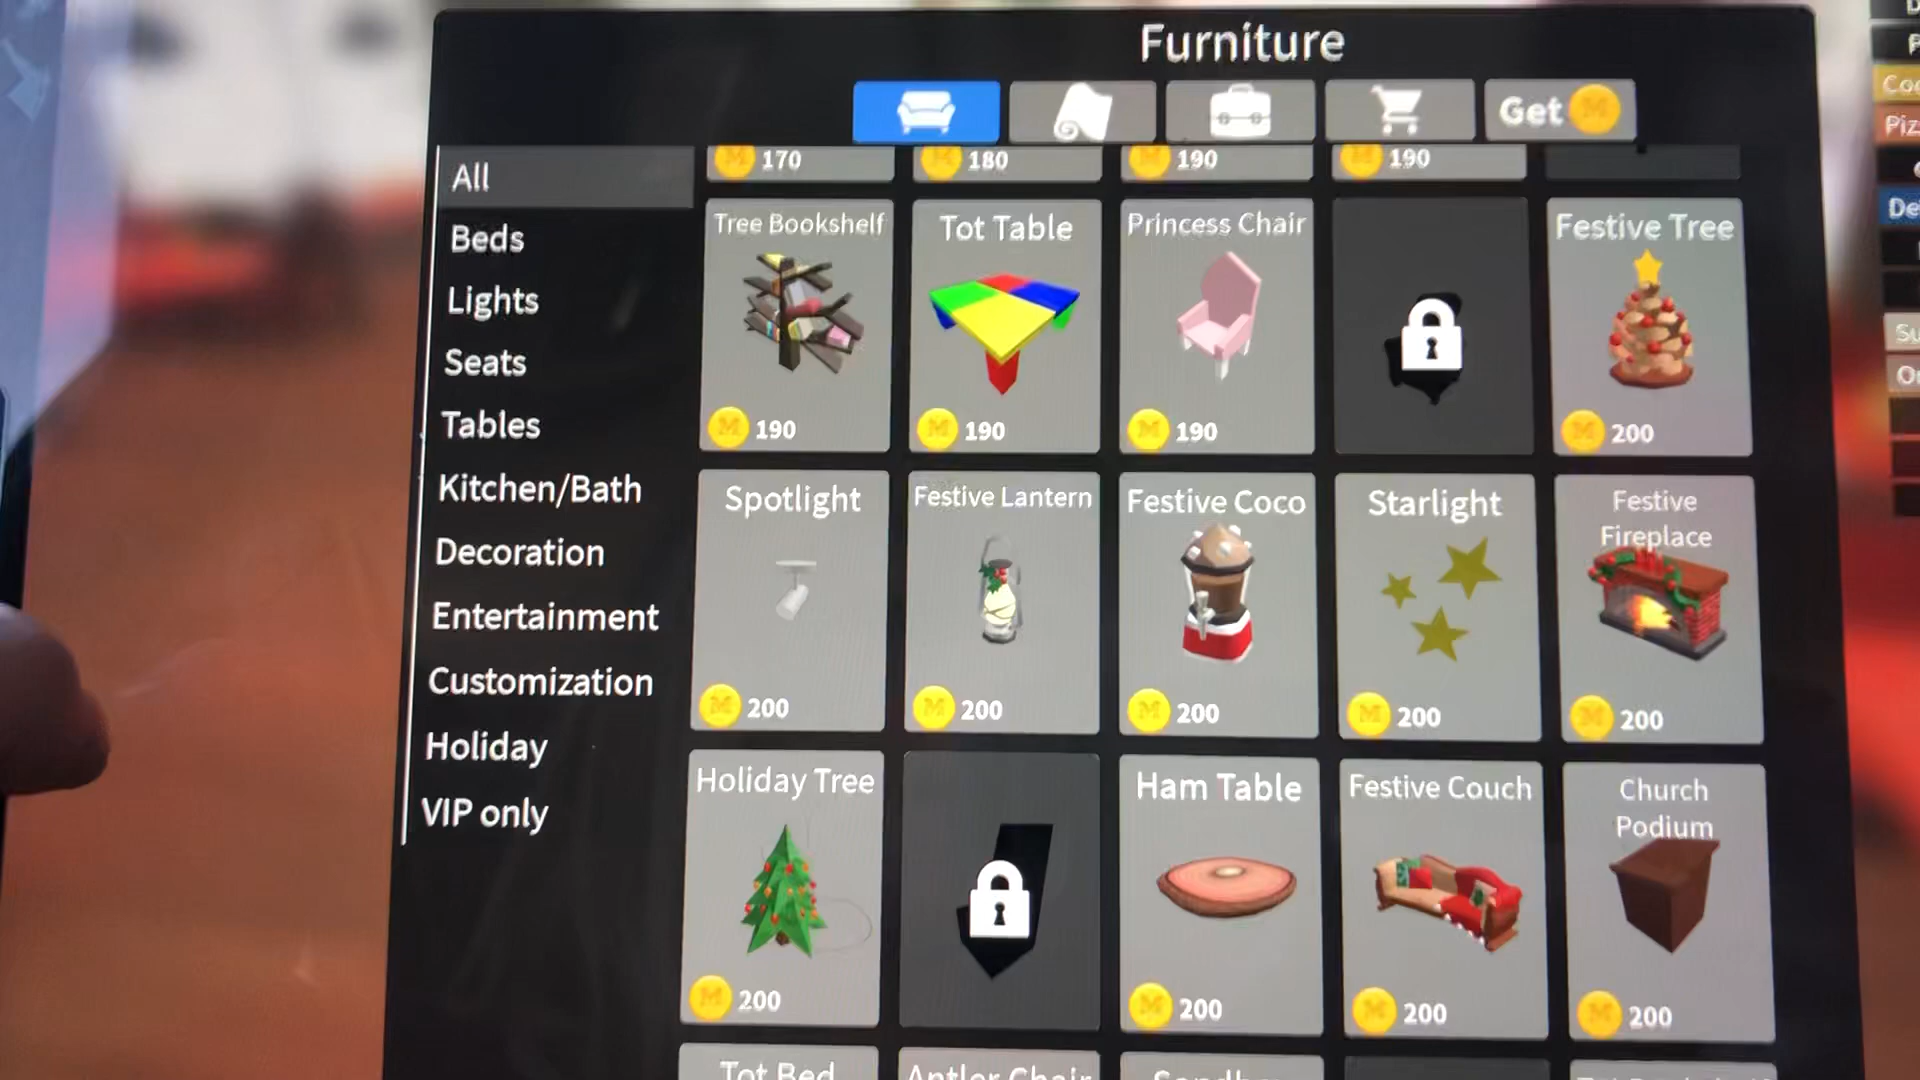 Furniture
Get
All
Beds
Lights
Seats
Tables
Kitchen/Bath
Decoration
Entertainment
Customization
Holiday
VIP only
170
180
190
190
Tree Bookshelf
190
Tot Table
190
Princess Chair
190
Festive Tree
200
Spotlight
200
Festive Lantern
200
Festive Coco
200
Starlight
200
Festive
Fireplace
200
Holiday Tree
200
Ham Table
200
Festive Couch
200
Church
Podium
200
Tot Bed
Antler Chair